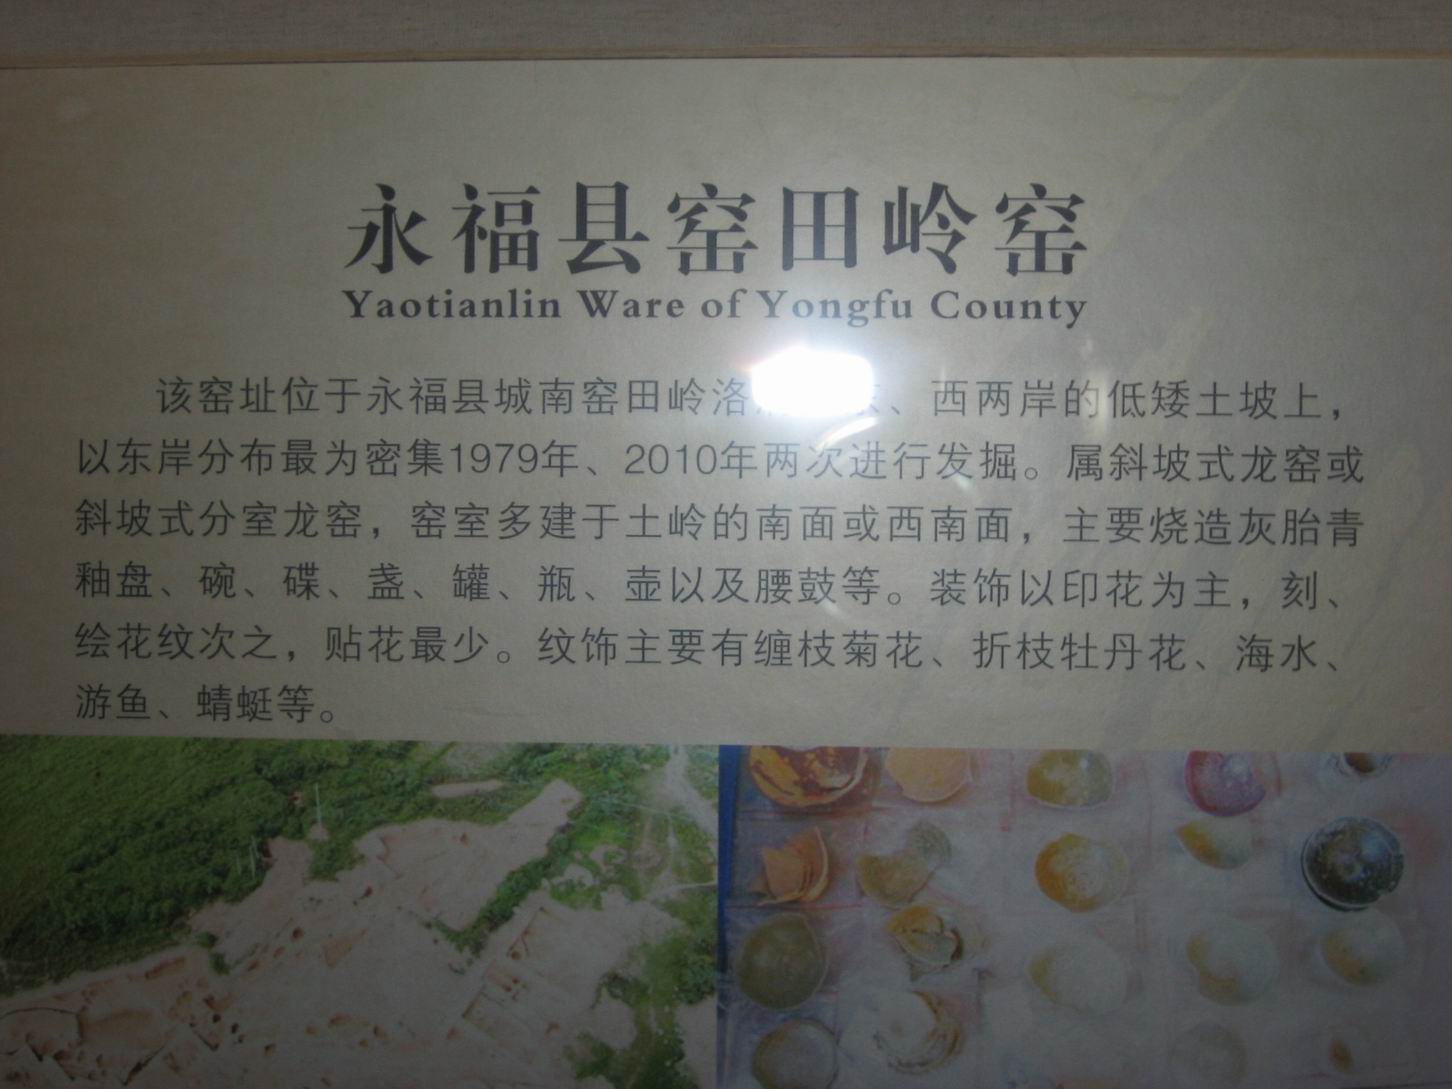 永福县窑田岭窑
Yaotianlin Ware of Yongfu County
该窑址位于永福县城南窑田岭洛、西两岸的低矮土坡上，
以东岸分布最为密集1979年、2010年两次进行发掘。属斜坡式龙窑或
斜坡式分室龙窑，窑室多建于土岭的南面或西南面，主要烧造灰胎青
釉盘、碗、碟、盏、罐、瓶、壶以及腰鼓等。装饰以印花为主，刻、
绘花纹次之，贴花最少。纹饰主要有缠枝菊花、折枝牡丹花、海水、
游鱼、蜻蜓等。